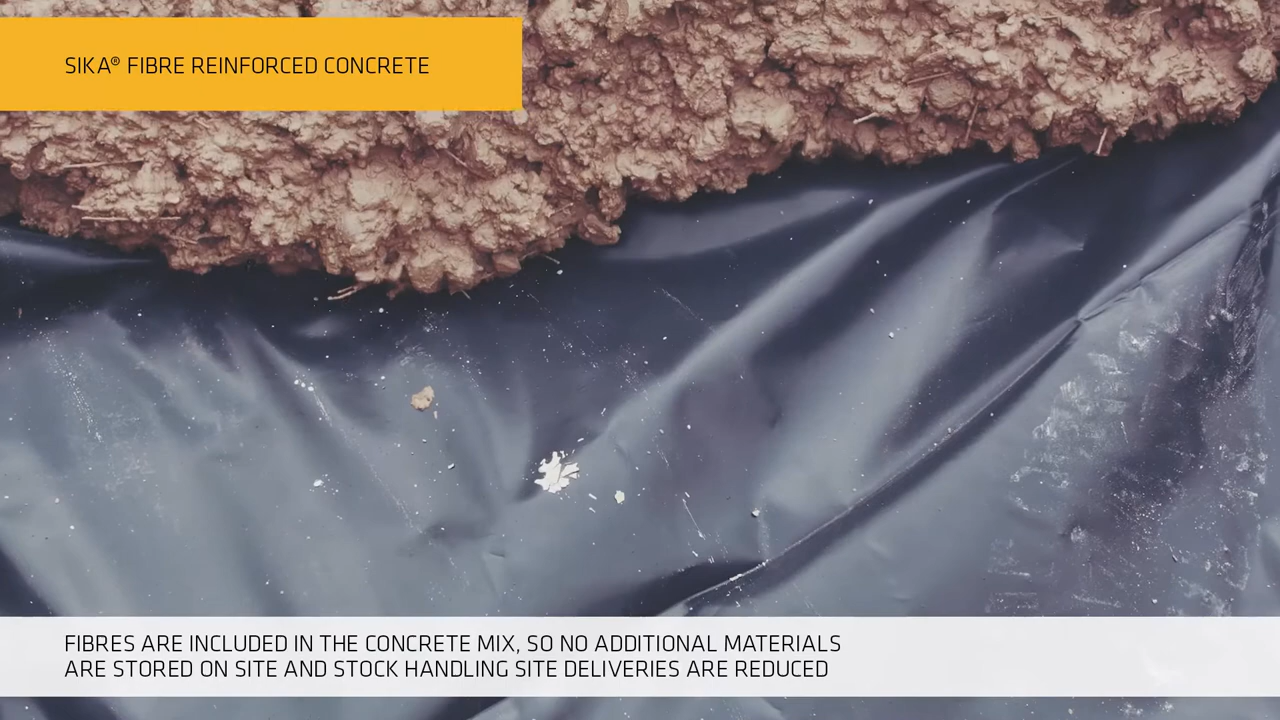 SIKA® FIBRE REINFORCED CONCRETE
FIBRES ARE INCLUDED IN THE CONCRETE MIX, SO NO ADDITIONAL MATERIALS
ARE STORED ON SITE AND STOCK HANDLING SITE DELIVERIES ARE REDUCED